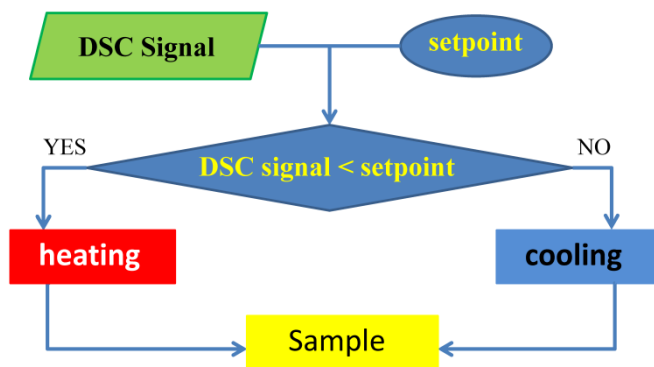 DSC Signal
setpoint
YES
DSC signal < setpoint
NO
heating
cooling
Sample